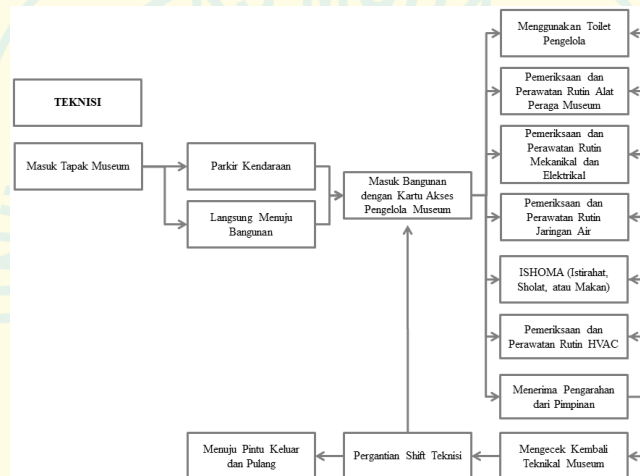 TEKNISI
Masuk Tapak Museum
Parkir Kendaraan
Langsung Menuju
Bangunan
Masuk Bangunan
dengan Kartu Akses
Pengelola Museum
Menggunakan Toilet
Pengelola
Pemeriksaan dan
Perawatan Rutin Alat
Peraga Museum
Pemeriksaan dan
Perawatan Rutin
Mekanikal dan
Elektrikal
Pemeriksaan dan
Perawatan Rutin
Jaringan Air
ISHOMA (Istirahat,
Sholat, atau Makan)
Pemeriksaan dan
Perawatan Rutin HVAC
Menerima Pengarahan
dari Pimpinan
Mengecek Kembali
Teknikal Museum
Pergantian Shift Teknisi
Menuju Pintu Keluar
dan Pulang